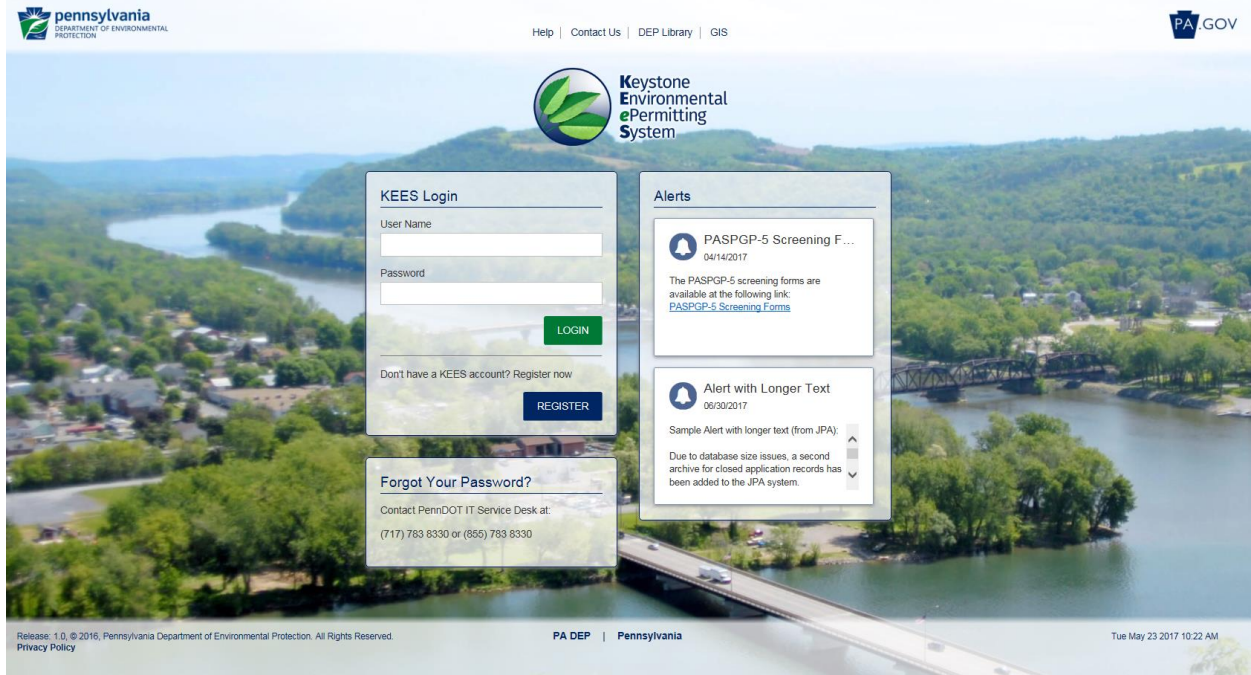 pennsylvania
DEPARTMENT OF ENVIRONMENTAL
PROTECTION
Help | Contact Us | DEP Library | GIS
PA.GOV
Keystone
Environmental
ePermitting
System
KEES Login
User Name
Password
LOGIN
Don't have a KEES account? Register now
REGISTER
Forgot Your Password?
Contact PennDOT IT Service Desk at:
(717) 783 8330 or (855) 783 8330
Alerts
PASPGP-5 Screening F...
04/14/2017
The PASPGP-5 screening forms are
available at the following link:
PASPGP-5 Screening Forms
Alert with Longer Text
06/30/2017
Sample Alert with longer text (from JPA):
Due to database size issues, a second
archive for closed application records has
been added to the JPA system.
Release: 1.0, © 2016, Pennsylvania Department of Environmental Protection. All Rights Reserved.
Privacy Policy
PA DEP | Pennsylvania
Tue May 23 2017 10:22 AM